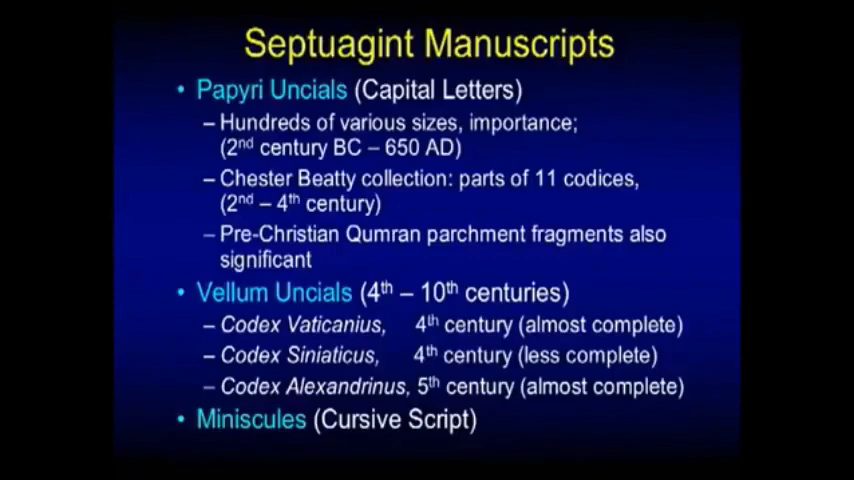 Septuagint Manuscripts
• Papyri Uncials (Capital Letters)
– Hundreds of various sizes, importance;
(2nd century BC – 650 AD)
– Chester Beatty collection: parts of 11 codices,
(2nd – 4th century)
– Pre-Christian Qumran parchment fragments also
significant
• Vellum Uncials (4th – 10th centuries)
– Codex Vaticanius, 4th century (almost complete)
– Codex Siniaticus, 4th century (less complete)
– Codex Alexandrinus, 5th century (almost complete)
• Miniscules (Cursive Script)